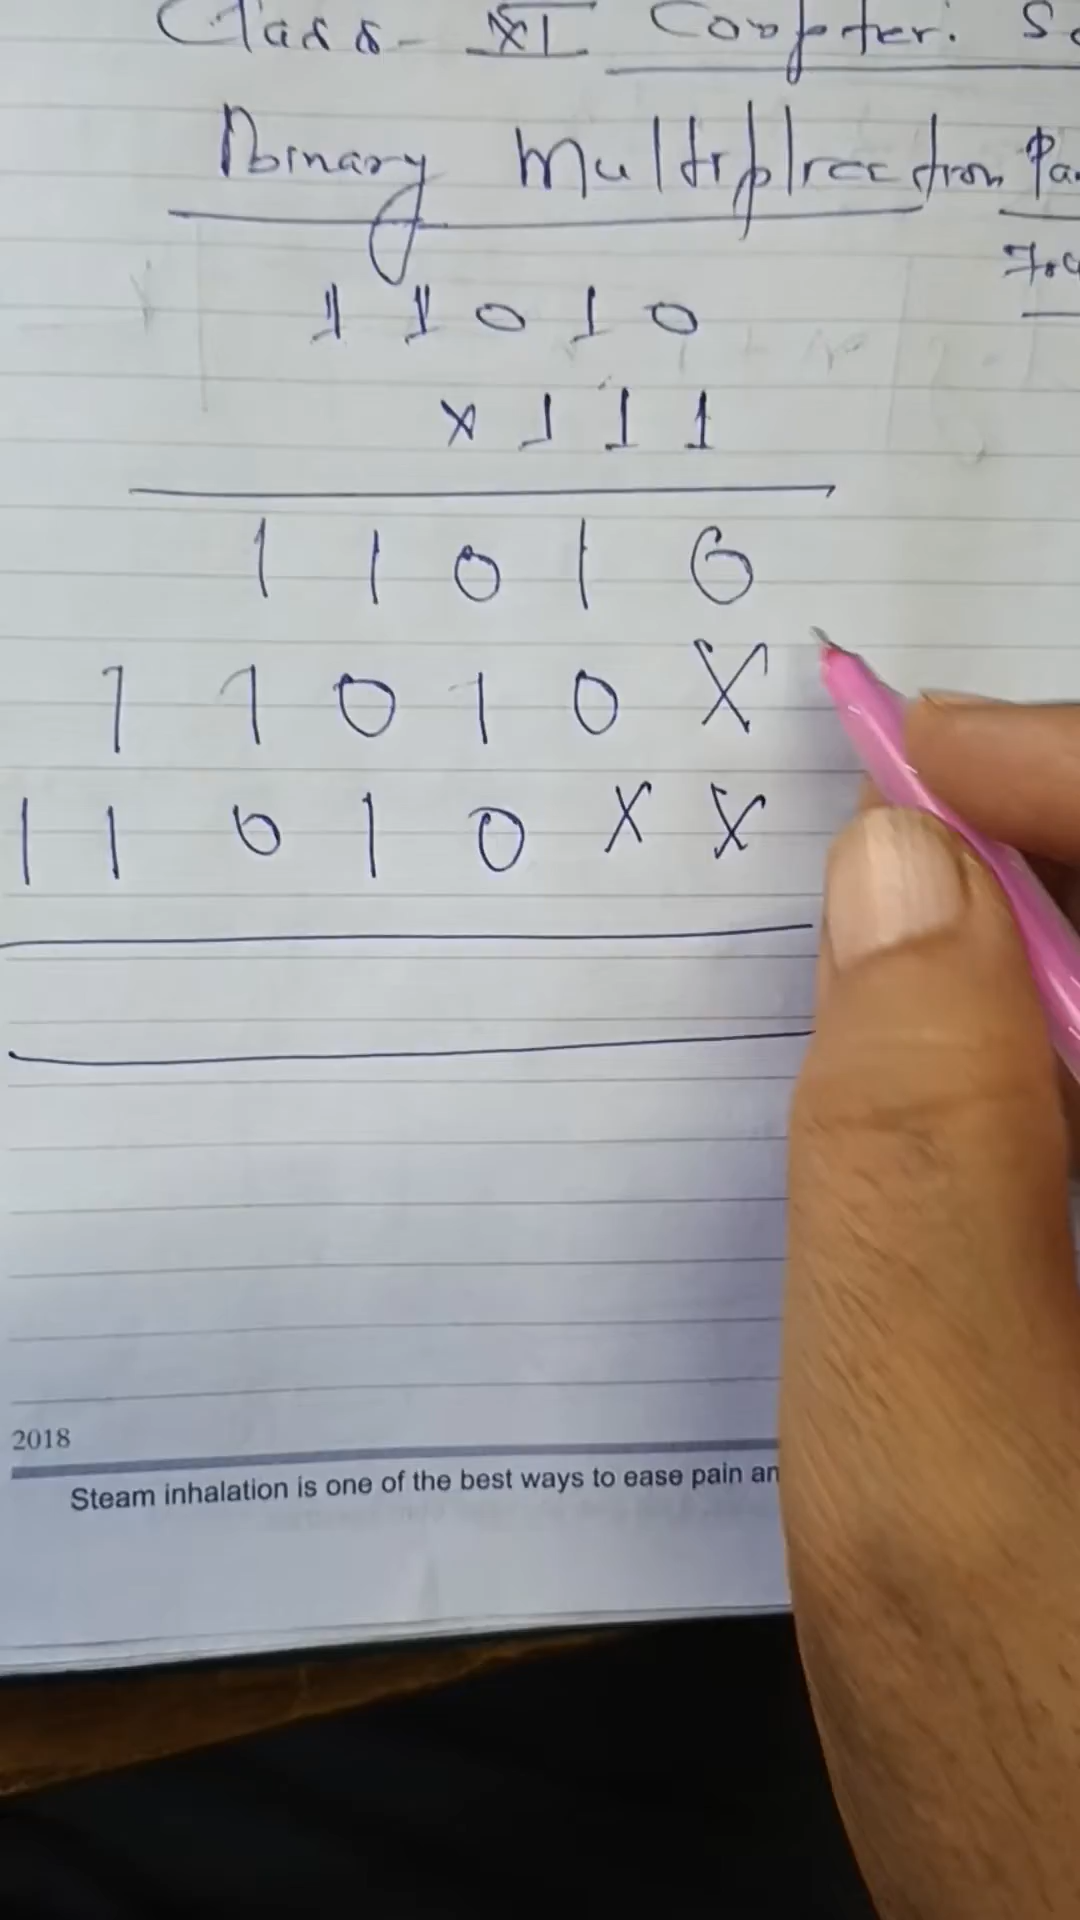 Class - XI Computer. Sc
Binary Multiplication Pa
1 1 0 1 0
x 1 1 1
1 1 0 1 0
1 1 0 1 0 X
1 1 0 1 0 X X
2018
Steam inhalation is one of the best ways to ease pain an